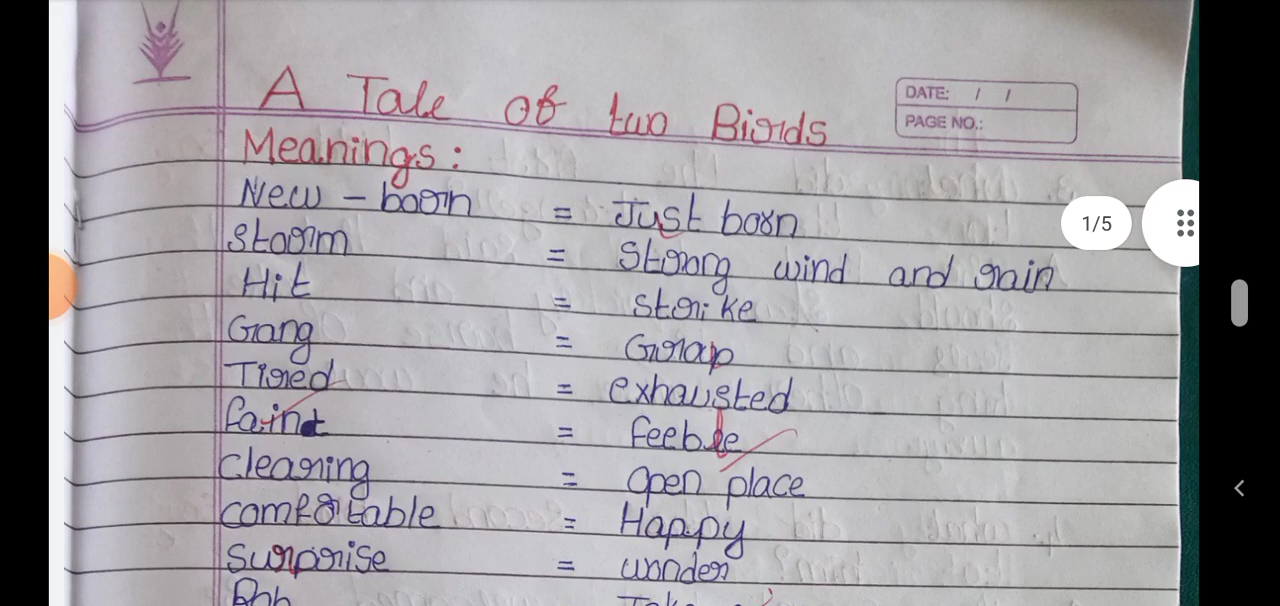 A Tale of two Birds
DATE: / /
PAGE NO.:
Meanings:
New - born = Just born
Storm = Strong wind and rain
1/5
Hit = Strike
Gang = Group
Tired = exhausted
faint = feeble
Clearing = open place
comfortable = Happy
Surprise = wonder